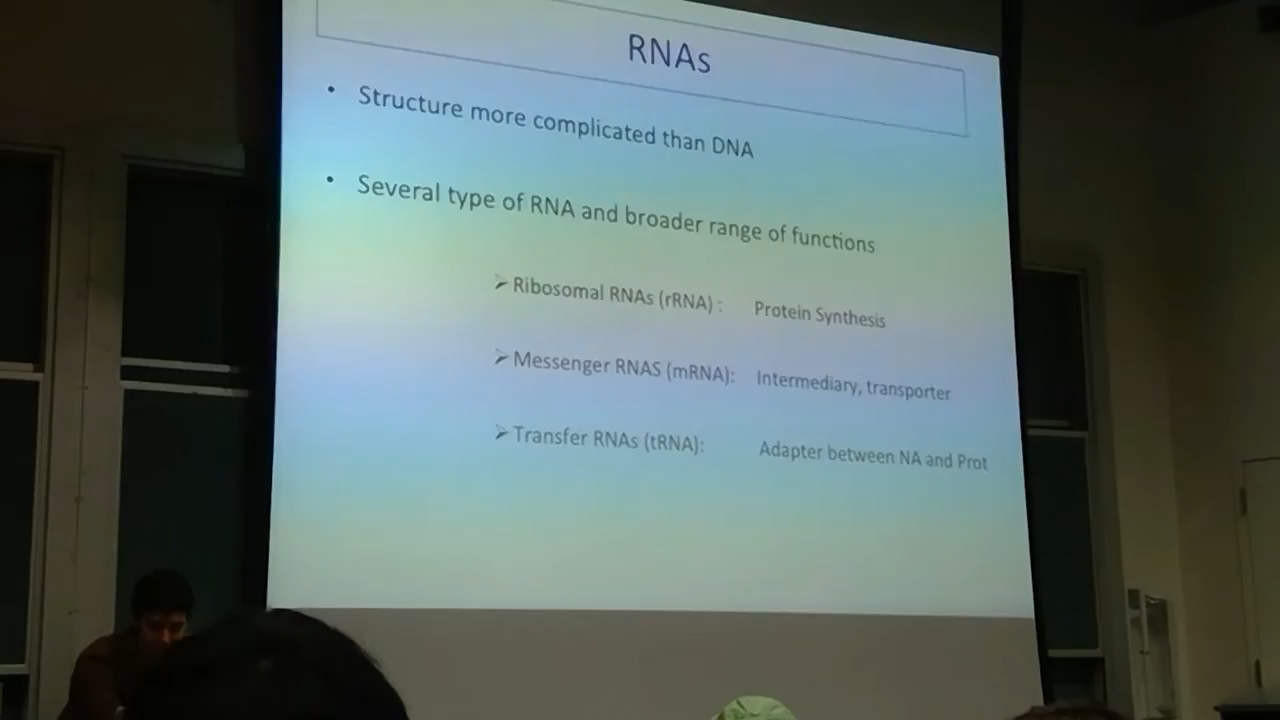 RNAs
• Structure more complicated than DNA
• Several type of RNA and broader range of functions
➢ Ribosomal RNAs (rRNA) : Protein Synthesis
➢ Messenger RNAS (mRNA): Intermediary, transporter
➢ Transfer RNAs (tRNA): Adapter between NA and Prot